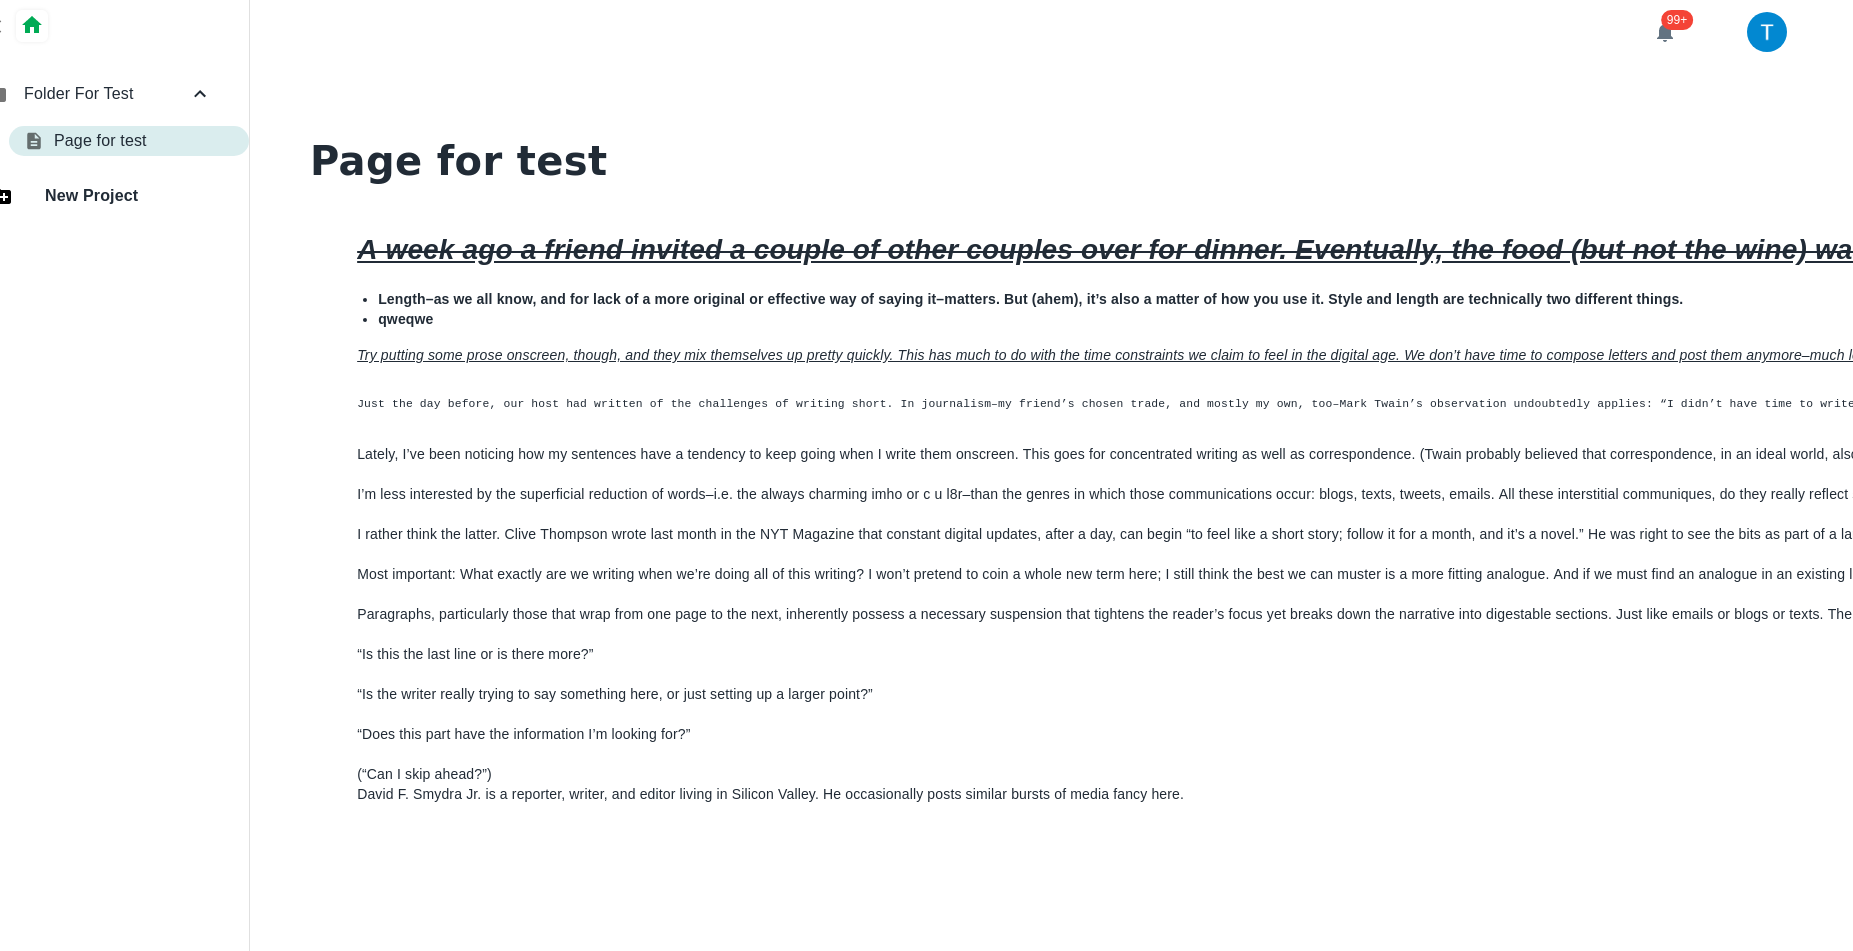 99+
T
Folder For Test
Page for test
New Project
Page for test
A week ago a friend invited a couple of other couples over for dinner. Eventually, the food (but not the wine) wa
Length–as we all know, and for lack of a more original or effective way of saying it–matters. But (ahem), it’s also a matter of how you use it. Style and length are technically two different things.
qweqwe
Try putting some prose onscreen, though, and they mix themselves up pretty quickly. This has much to do with the time constraints we claim to feel in the digital age. We don’t have time to compose letters and post them anymore–much l
Just the day before, our host had written of the challenges of writing short. In journalism–my friend’s chosen trade, and mostly my own, too–Mark Twain’s observation undoubtedly applies: “I didn’t have time to write
Lately, I’ve been noticing how my sentences have a tendency to keep going when I write them onscreen. This goes for concentrated writing as well as correspondence. (Twain probably believed that correspondence, in an ideal world, also
I’m less interested by the superficial reduction of words–i.e. the always charming imho or c u l8r–than the genres in which those communications occur: blogs, texts, tweets, emails. All these interstitial communiques, do they really reflect
I rather think the latter. Clive Thompson wrote last month in the NYT Magazine that constant digital updates, after a day, can begin “to feel like a short story; follow it for a month, and it’s a novel.” He was right to see the bits as part of a la
Most important: What exactly are we writing when we’re doing all of this writing? I won’t pretend to coin a whole new term here; I still think the best we can muster is a more fitting analogue. And if we must find an analogue in an existing l
Paragraphs, particularly those that wrap from one page to the next, inherently possess a necessary suspension that tightens the reader’s focus yet breaks down the narrative into digestable sections. Just like emails or blogs or texts. The
“Is this the last line or is there more?”
“Is the writer really trying to say something here, or just setting up a larger point?”
“Does this part have the information I’m looking for?”
(“Can I skip ahead?”)
David F. Smydra Jr. is a reporter, writer, and editor living in Silicon Valley. He occasionally posts similar bursts of media fancy here.